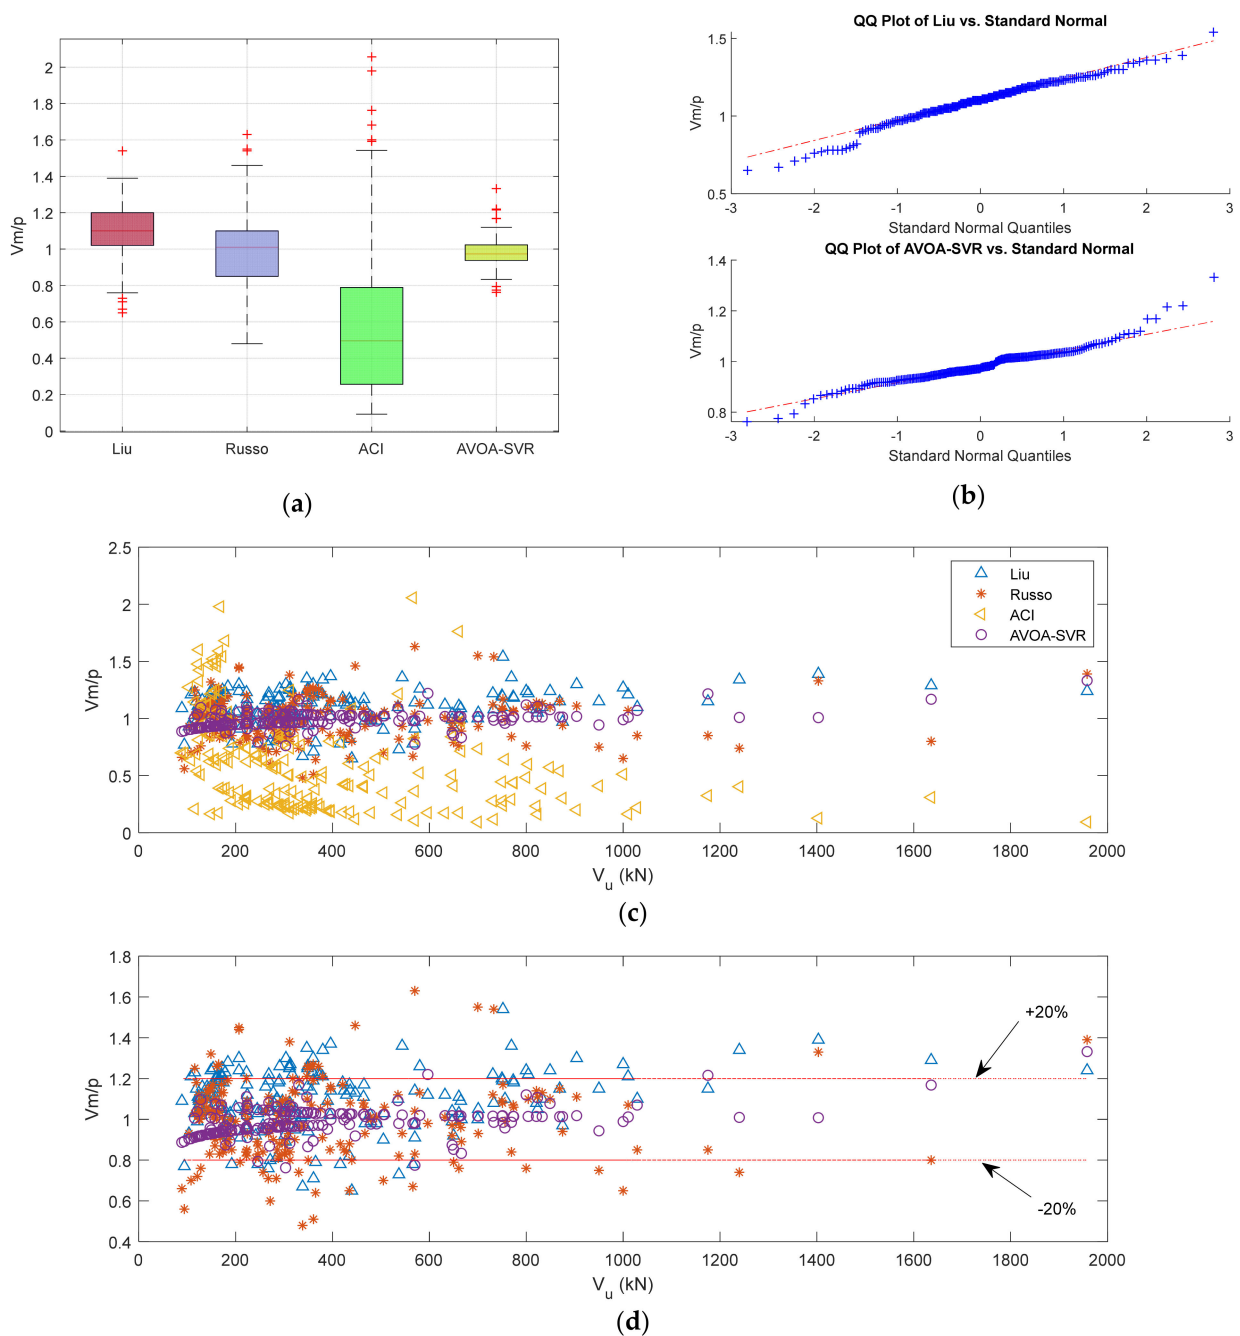 Vm/p
2
1.8
1.6
1.4
1.2
1
0.8
0.6
0.4
0.2
0
Liu Russo ACI AVOA-SVR
(a)
QQ Plot of Liu vs. Standard Normal
Vm/p
1.5
1
0.5
-3 -2 -1 0 1 2 3
Standard Normal Quantiles
QQ Plot of AVOA-SVR vs. Standard Normal
Vm/p
1.4
1.2
1
0.8
-3 -2 -1 0 1 2 3
Standard Normal Quantiles
(b)
Vm/p
2.5
2
1.5
1
0.5
0
0 200 400 600 800 1000 1200 1400 1600 1800 2000
V_u (kN)
Liu
Russo
ACI
AVOA-SVR
(c)
Vm/p
1.8
1.6
1.4
1.2
1
0.8
0.6
0.4
+20%
-20%
0 200 400 600 800 1000 1200 1400 1600 1800 2000
V_u (kN)
(d)